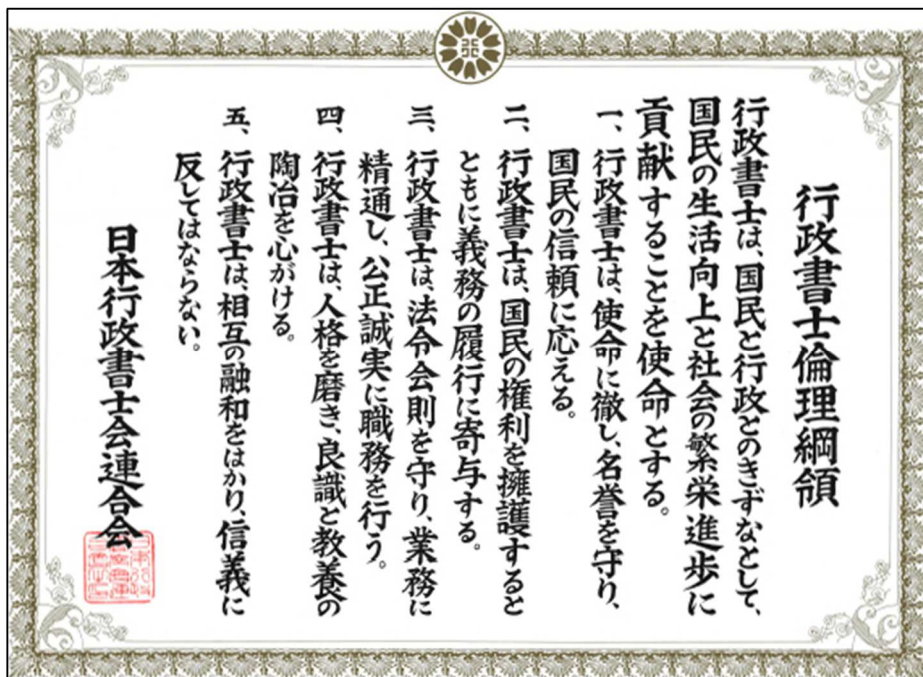 行政書士倫理綱領
行政書士は、国民と行政とのきずなとして、
国民の生活向上と社会の繁栄進歩に
貢献することを使命とする。
一、行政書士は、使命に徹し、名誉を守り、
国民の信頼に応える。
二、行政書士は、国民の権利を擁護すると
ともに義務の履行に寄与する。
三、行政書士は、法令会則を守り、業務に
精通し、公正誠実に職務を行う。
四、行政書士は、人格を磨き、良識と教養の
陶冶を心がける。
五、行政書士は、相互の融和をはかり、信義に
反してはならない。
日本行政書士会連合会